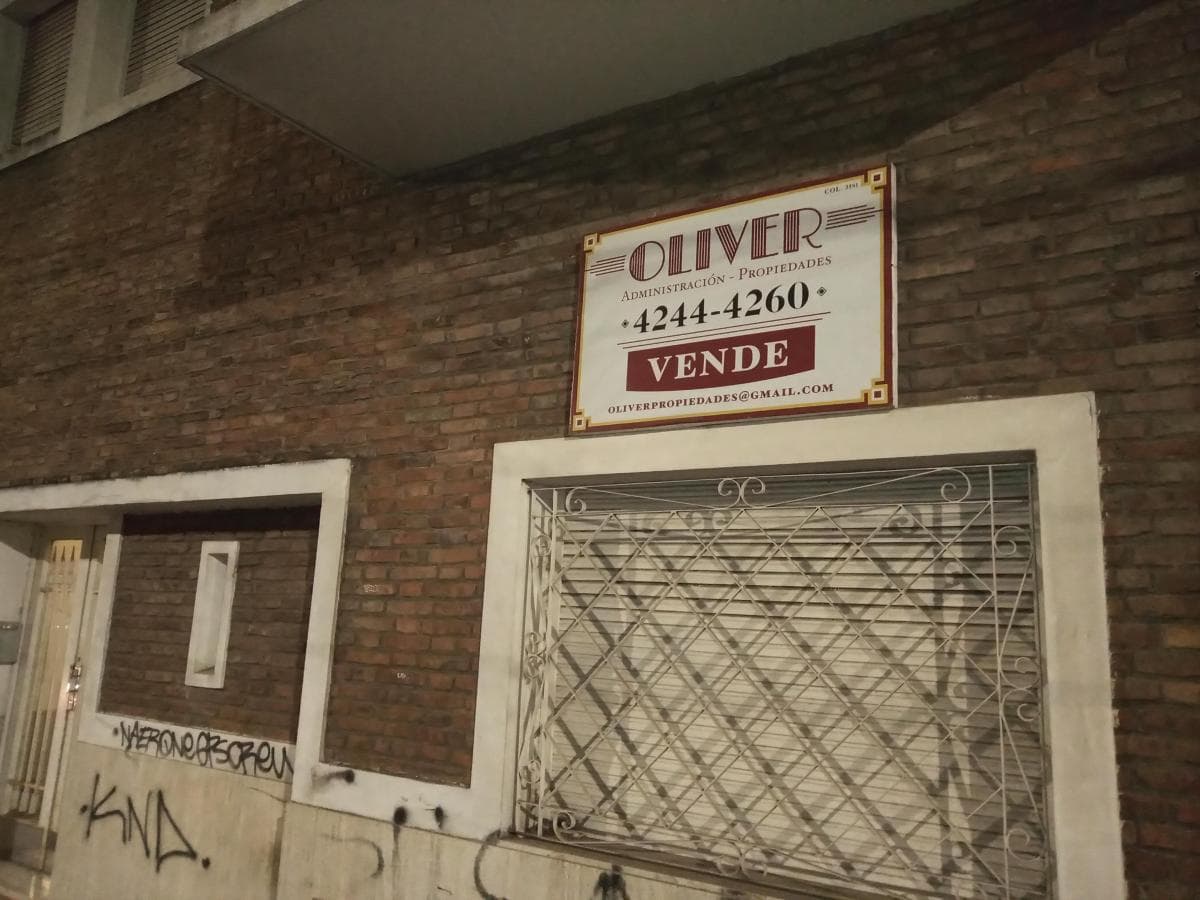 COL. 3191
OLIVER
ADMINISTRACIÓN - PROPIEDADES
4244-4260
VENDE
OLIVERPROPIEDADES@GMAIL.COM
KND.